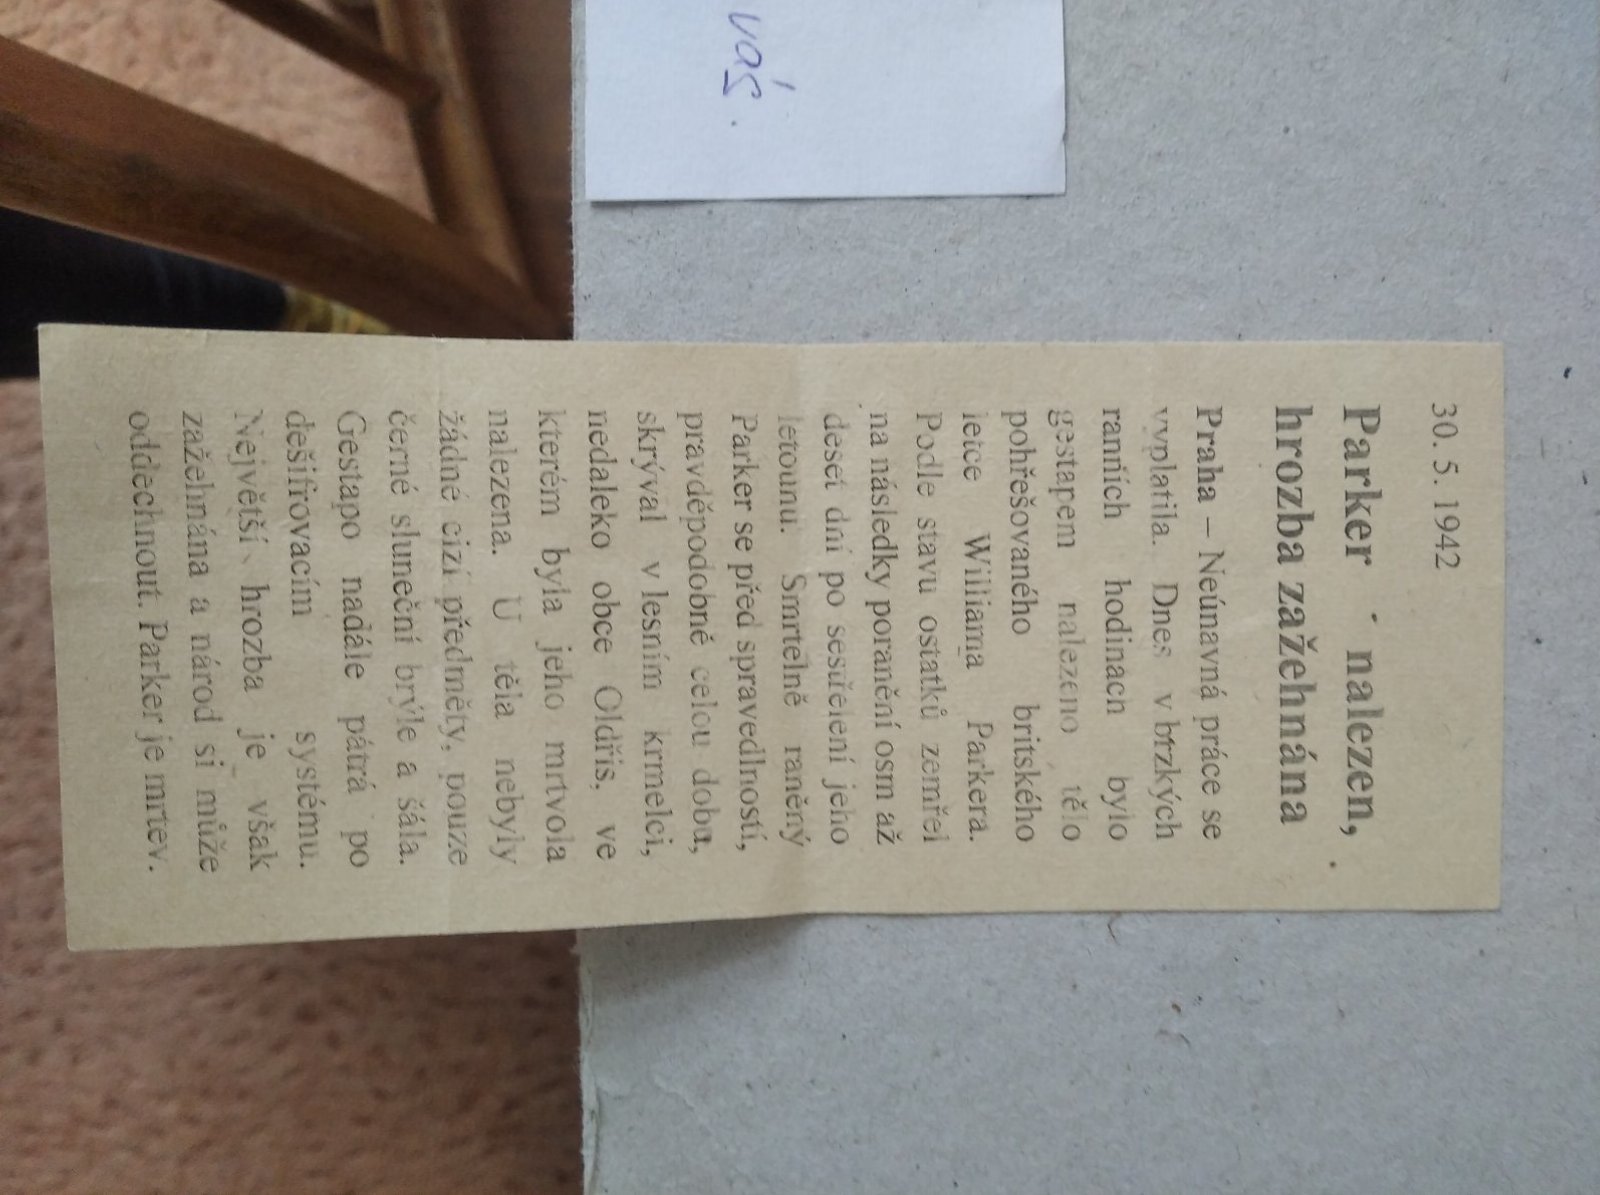 váš.
30. 5. 1942
Parker nalezen,
hrozba zažehnána
Praha – Neúnavná práce se
vyplatila. Dnes v brzkých
ranních hodinách bylo
gestapem nalezeno tělo
pohřešovaného britského
letce Williama Parkera.
Podle stavu ostatků zemřel
na následky poranění osm až
deset dní po sestřelení jeho
letounu. Smrtelně raněný
Parker se před spravedlností,
pravděpodobně celou dobu,
skrýval v lesním krmelci,
nedaleko obce Oldřiš, ve
kterém byla jeho mrtvola
nalezena. U těla nebyly
žádné cizí předměty, pouze
černé sluneční brýle a šála.
Gestapo nadále pátrá po
dešifrovacím systému.
Největší hrozba je však
zažehnána a národ si může
oddechnout. Parker je mrtev.